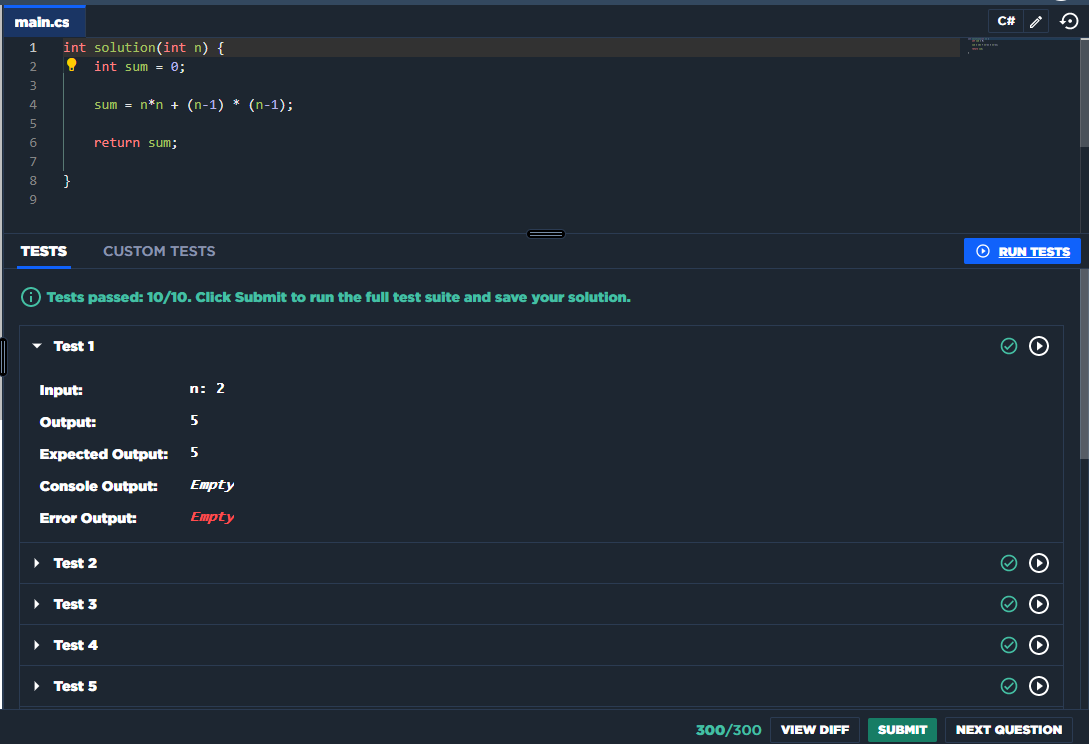 main.cs
C#
1 int solution(int n) {
2 int sum = 0;
3
4 sum = n*n + (n-1) * (n-1);
5
6 return sum;
7
8 }
9
TESTS CUSTOM TESTS RUN TESTS
Tests passed: 10/10. Click Submit to run the full test suite and save your solution.
Test 1
Input: n: 2
Output: 5
Expected Output: 5
Console Output: Empty
Error Output: Empty
Test 2
Test 3
Test 4
Test 5
300/300 VIEW DIFF SUBMIT NEXT QUESTION